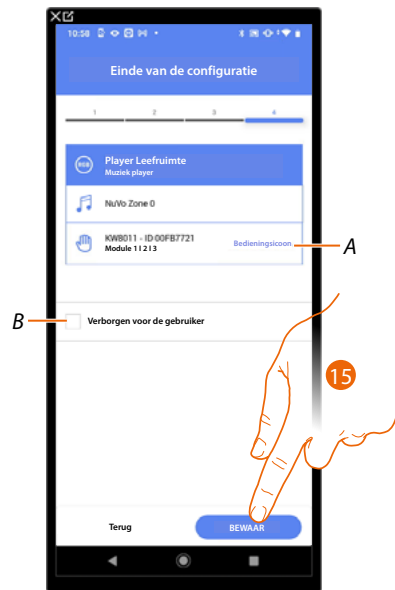 10:58
Einde van de configuratie
1 2 3 4
Player Leefruimte
Muziek player
NuVo Zone 0
KW8011 - ID 00FB7721
Module 1 I 2 I 3
Bedieningsicoon
A
B
Verborgen voor de gebruiker
15
Terug
BEWAAR